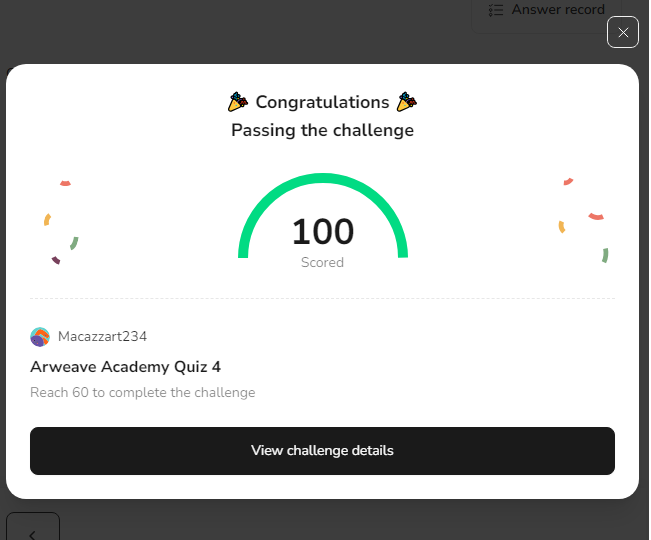 Answer record
Congratulations
Passing the challenge
100
Scored
Macazzart234
Arweave Academy Quiz 4
Reach 60 to complete the challenge
View challenge details